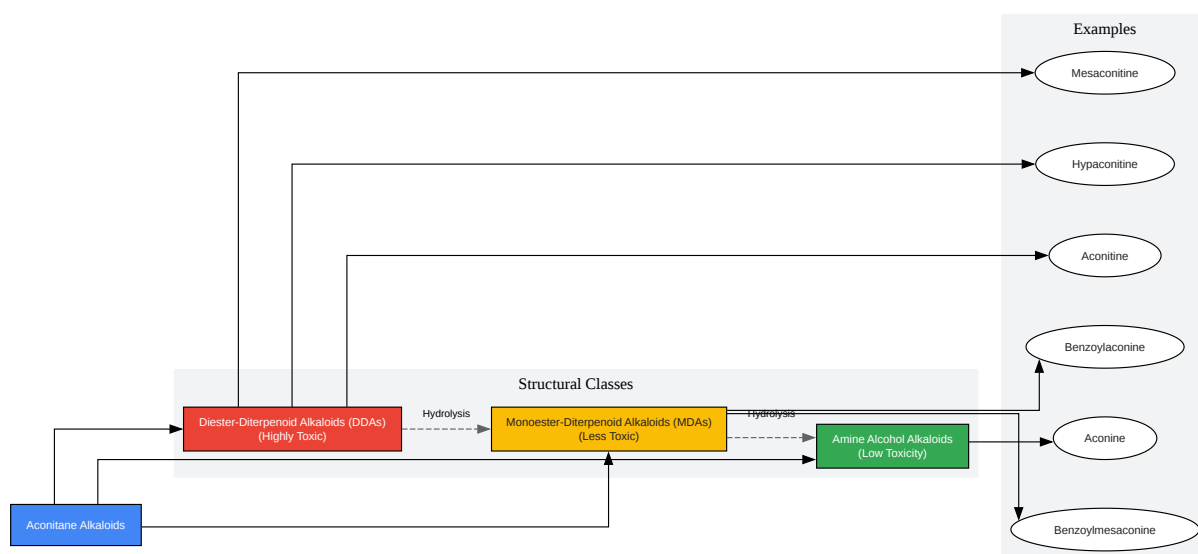 Examples
Mesaconitine
Hypaconitine
Aconitine
Benzoylaconine
Structural Classes
Hydrolysis
Hydrolysis
Diester-Diterpenoid Alkaloids (DDAs)
(Highly Toxic)
Monoester-Diterpenoid Alkaloids (MDAs)
(Less Toxic)
Amine Alcohol Alkaloids
(Low Toxicity)
Aconine
Aconitane Alkaloids
Benzoylmesaconine